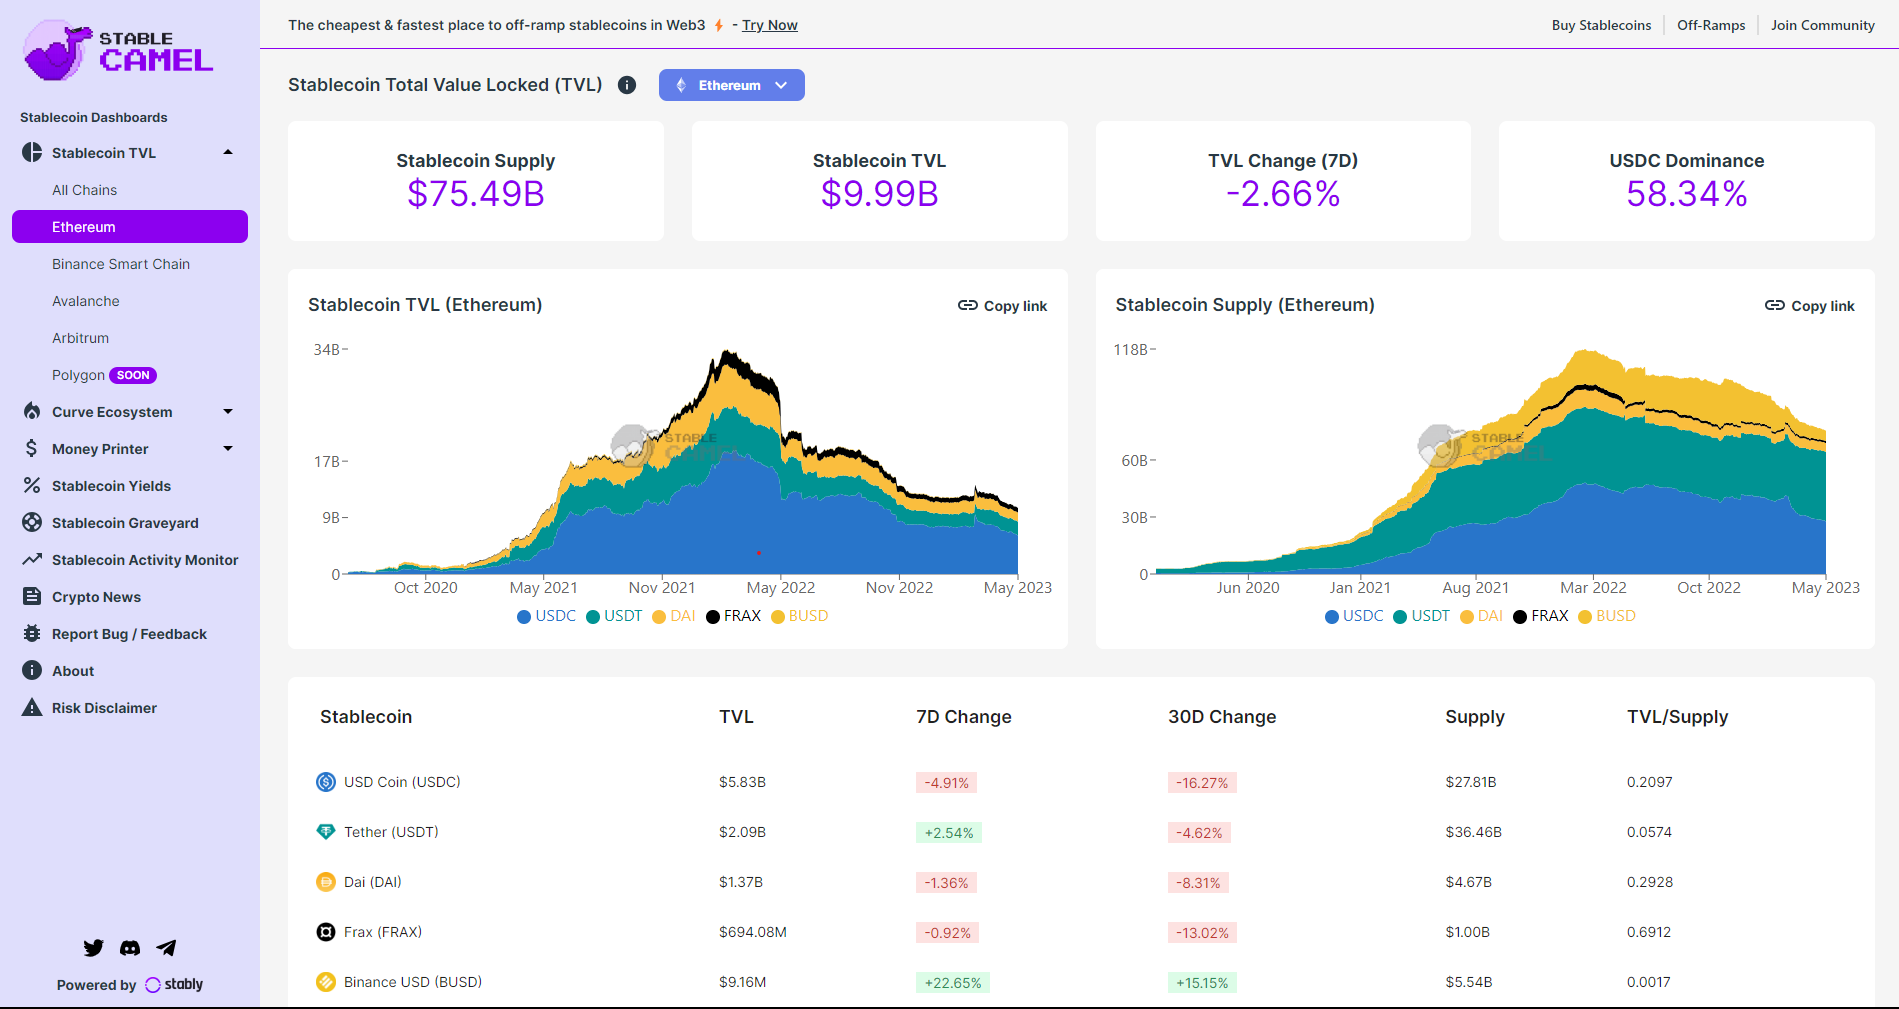 STABLE
CAMEL
The cheapest & fastest place to off-ramp stablecoins in Web3 ⚡ - Try Now
Buy Stablecoins
Off-Ramps
Join Community
Stablecoin Dashboards
Stablecoin TVL
All Chains
Ethereum
Binance Smart Chain
Avalanche
Arbitrum
Polygon SOON
Curve Ecosystem
Money Printer
Stablecoin Yields
Stablecoin Graveyard
Stablecoin Activity Monitor
Crypto News
Report Bug / Feedback
About
Risk Disclaimer
Powered by stably
Stablecoin Total Value Locked (TVL)
Ethereum
Stablecoin Supply
$75.49B
Stablecoin TVL
$9.99B
TVL Change (7D)
-2.66%
USDC Dominance
58.34%
Stablecoin TVL (Ethereum)
Copy link
34B
17B
9B
0
STABLE
CAMEL
Oct 2020 May 2021 Nov 2021 May 2022 Nov 2022 May 2023
USDC USDT DAI FRAX BUSD
Stablecoin Supply (Ethereum)
Copy link
118B
60B
30B
0
STABLE
CAMEL
Jun 2020 Jan 2021 Aug 2021 Mar 2022 Oct 2022 May 2023
USDC USDT DAI FRAX BUSD
Stablecoin TVL 7D Change 30D Change Supply TVL/Supply
USD Coin (USDC) $5.83B -4.91% -16.27% $27.81B 0.2097
Tether (USDT) $2.09B +2.54% -4.62% $36.46B 0.0574
Dai (DAI) $1.37B -1.36% -8.31% $4.67B 0.2928
Frax (FRAX) $694.08M -0.92% -13.02% $1.00B 0.6912
Binance USD (BUSD) $9.16M +22.65% +15.15% $5.54B 0.0017